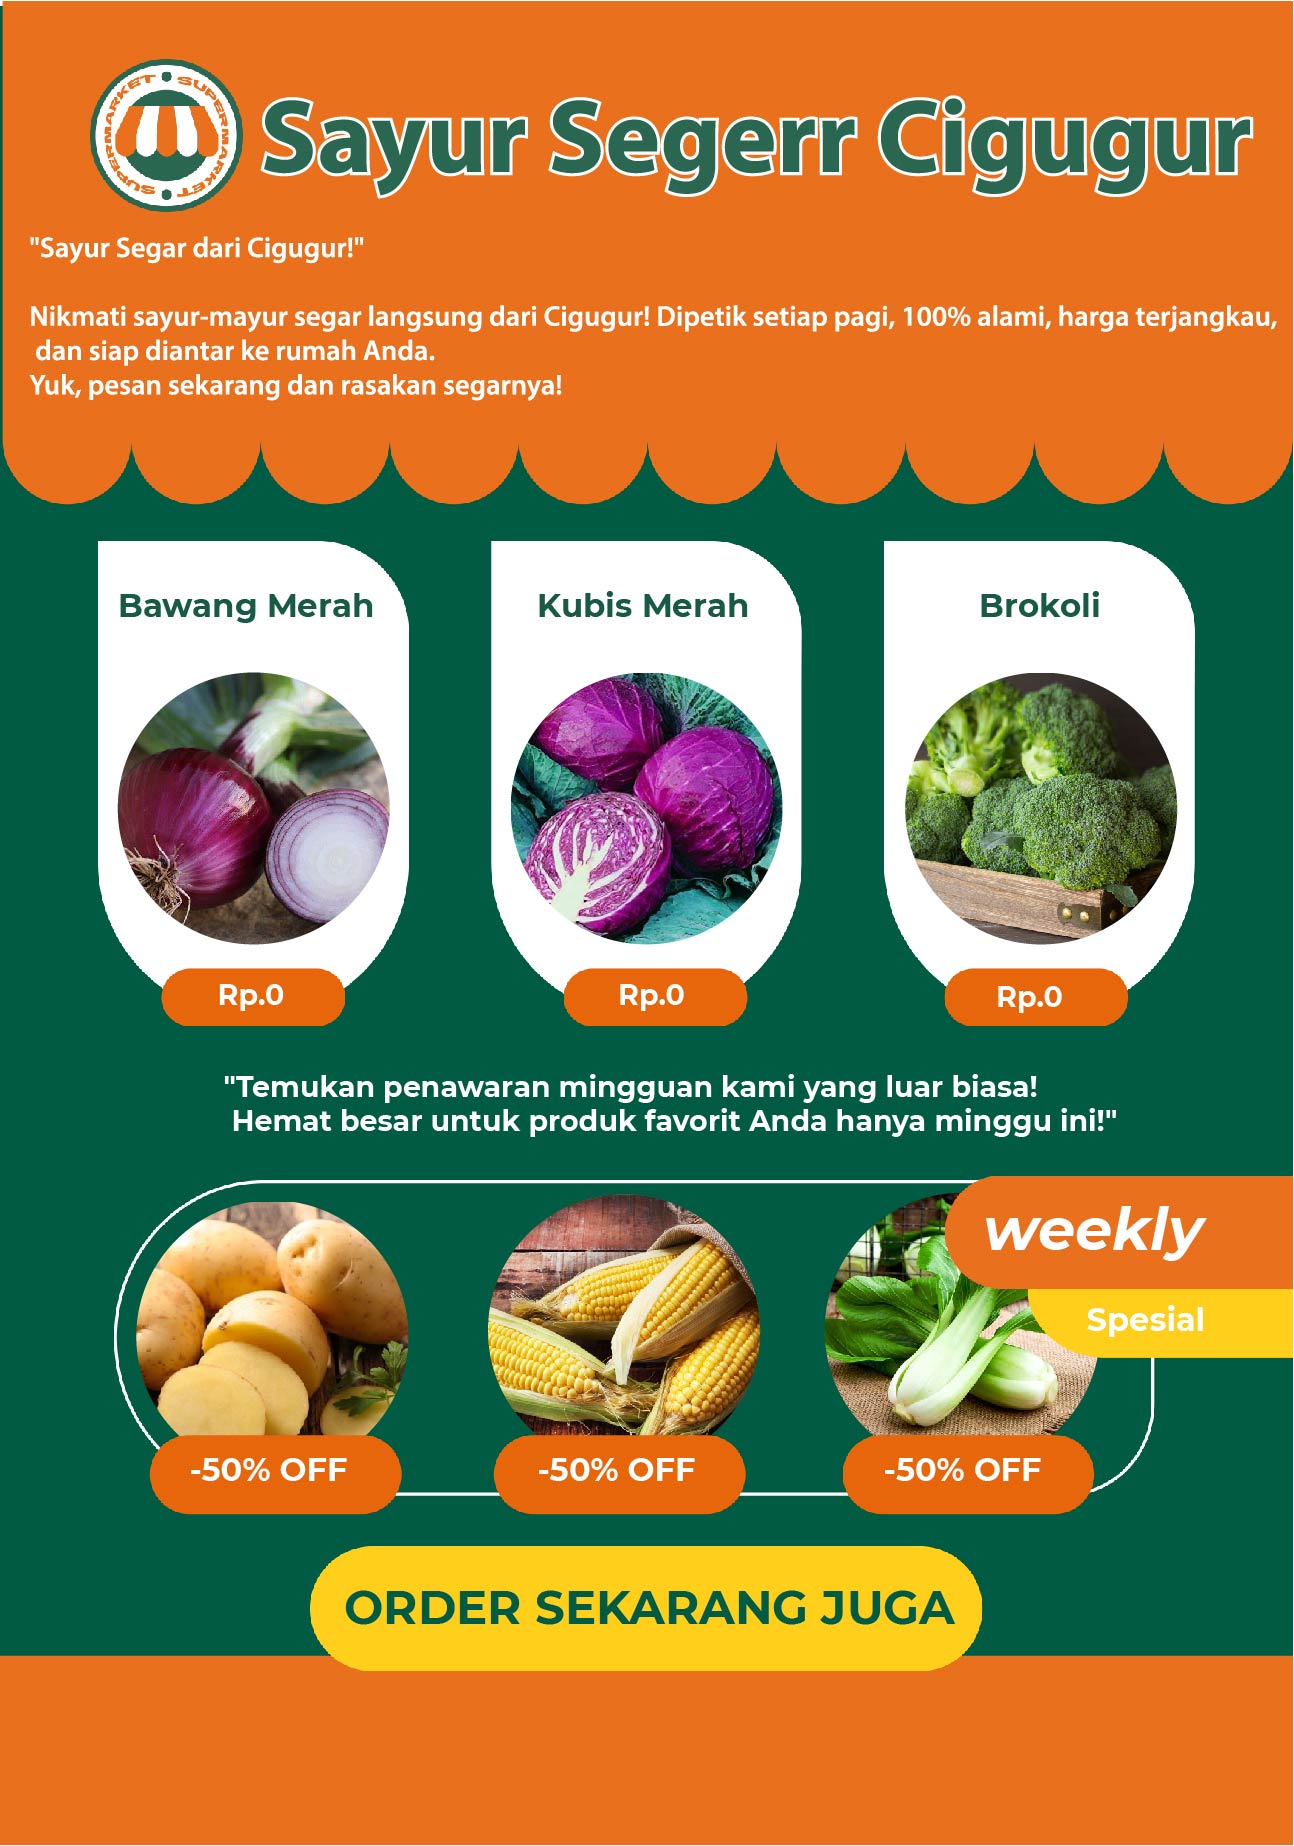 SUPERMARKET • SUPERMARKET •
Sayur Segerr Cigugur
"Sayur Segar dari Cigugur!"
Nikmati sayur-mayur segar langsung dari Cigugur! Dipetik setiap pagi, 100% alami, harga terjangkau,
dan siap diantar ke rumah Anda.
Yuk, pesan sekarang dan rasakan segarnya!
Bawang Merah
Kubis Merah
Brokoli
Rp.0
Rp.0
Rp.0
"Temukan penawaran mingguan kami yang luar biasa!
Hemat besar untuk produk favorit Anda hanya minggu ini!"
weekly
Spesial
-50% OFF
-50% OFF
-50% OFF
ORDER SEKARANG JUGA